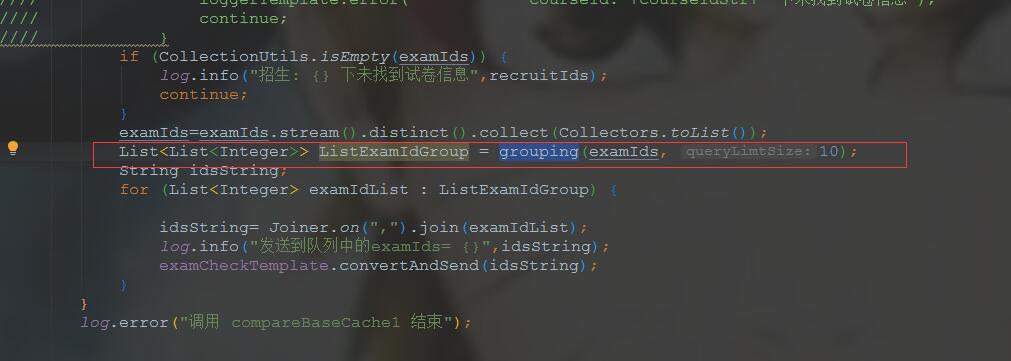 ////            loggerTemplate.error("            courseId:"+courseIdStr+" 下未找到试卷信息");
////            continue;
////        }
if (CollectionUtils.isEmpty(examIds)) {
log.info("招生: {} 下未找到试卷信息",recruitIds);
continue;
}
examIds=examIds.stream().distinct().collect(Collectors.toList());
List<List<Integer>> ListExamIdGroup = grouping(examIds, queryLimtSize: 10);
String idsString;
for (List<Integer> examIdList : ListExamIdGroup) {
idsString= Joiner.on(",").join(examIdList);
log.info("发送到队列中的examIds= {}",idsString);
examCheckTemplate.convertAndSend(idsString);
}
}
log.error("调用 compareBaseCache1 结束");